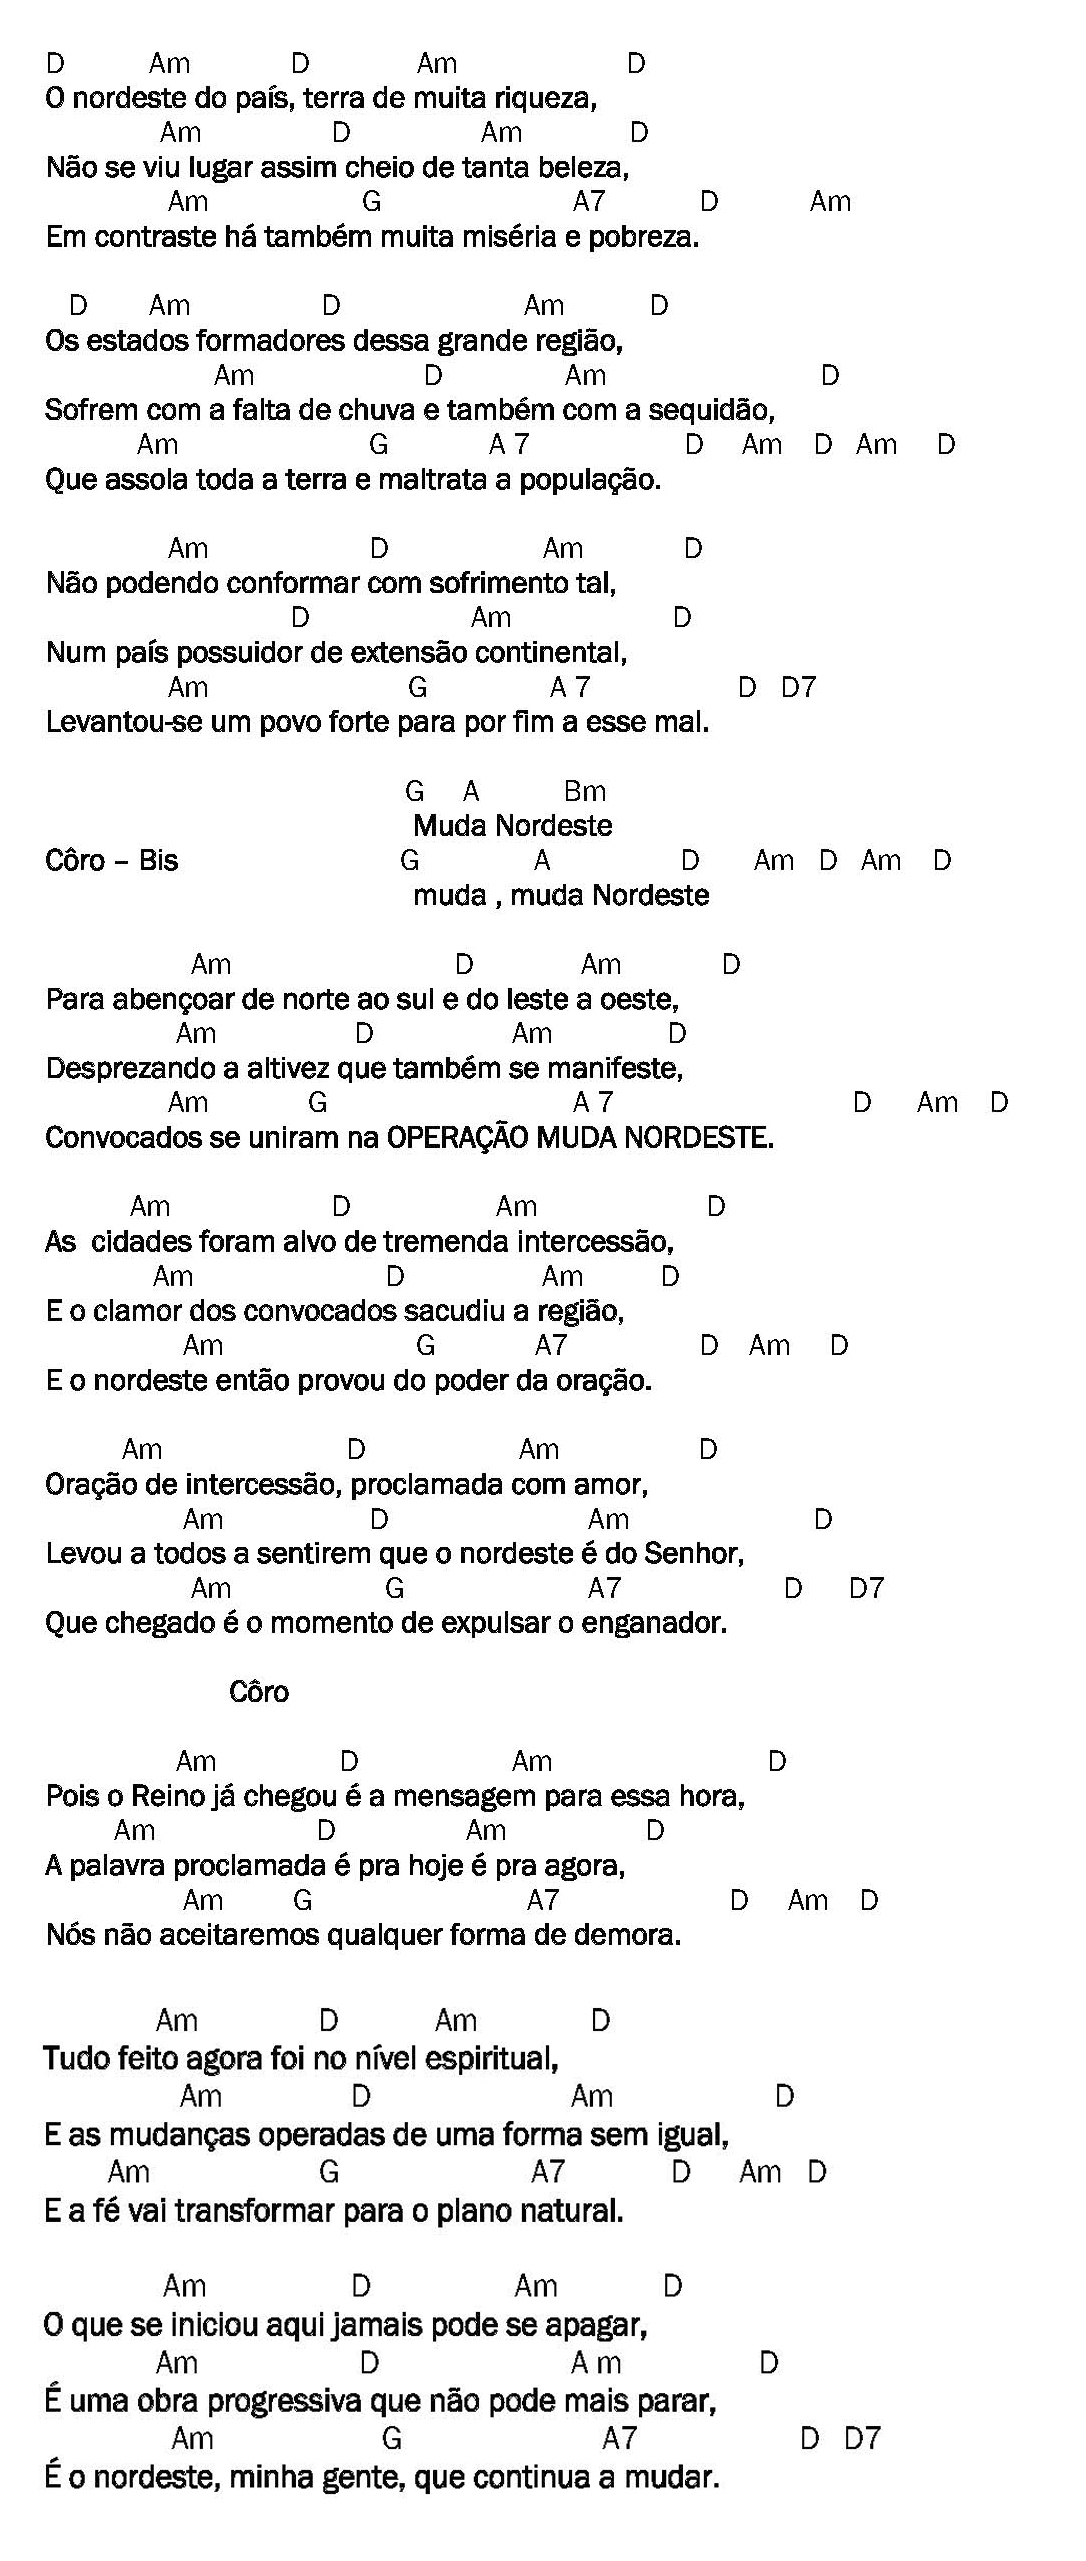 D Am D Am D
O nordeste do país, terra de muita riqueza,
Am D Am D
Não se viu lugar assim cheio de tanta beleza,
Am G A7 D Am
Em contraste há também muita miséria e pobreza.
D Am D Am D
Os estados formadores dessa grande região,
Am D Am D
Sofrem com a falta de chuva e também com a sequidão,
Am G A 7 D Am D Am D
Que assola toda a terra e maltrata a população.
Am D Am D
Não podendo conformar com sofrimento tal,
D Am D
Num país possuidor de extensão continental,
Am G A 7 D D7
Levantou-se um povo forte para por fim a esse mal.
G A Bm
Muda Nordeste
Côro – Bis G A D Am D Am D
muda , muda Nordeste
Am D Am D
Para abençoar de norte ao sul e do leste a oeste,
Am D Am D
Desprezando a altivez que também se manifeste,
Am G A 7 D Am D
Convocados se uniram na OPERAÇÃO MUDA NORDESTE.
Am D Am D
As cidades foram alvo de tremenda intercessão,
Am D Am D
E o clamor dos convocados sacudiu a região,
Am G A7 D Am D
E o nordeste então provou do poder da oração.
Am D Am D
Oração de intercessão, proclamada com amor,
Am D Am D
Levou a todos a sentirem que o nordeste é do Senhor,
Am G A7 D D7
Que chegado é o momento de expulsar o enganador.
Côro
Am D Am D
Pois o Reino já chegou é a mensagem para essa hora,
Am D Am D
A palavra proclamada é pra hoje é pra agora,
Am G A7 D Am D
Nós não aceitaremos qualquer forma de demora.
Am D Am D
Tudo feito agora foi no nível espiritual,
Am D Am D
E as mudanças operadas de uma forma sem igual,
Am G A7 D Am D
E a fé vai transformar para o plano natural.
Am D Am D
O que se iniciou aqui jamais pode se apagar,
Am D A m D
É uma obra progressiva que não pode mais parar,
Am G A7 D D7
É o nordeste, minha gente, que continua a mudar.